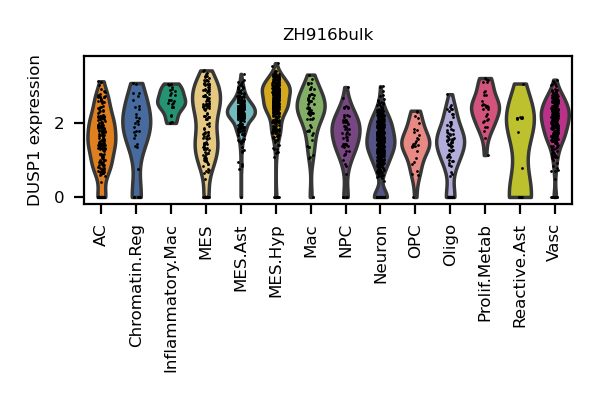 ZH916bulk
DUSP1 expression
2
0
AC
Chromatin.Reg
Inflammatory.Mac
MES
MES.Ast
MES.Hyp
Mac
NPC
Neuron
OPC
Oligo
Prolif.Metab
Reactive.Ast
Vasc